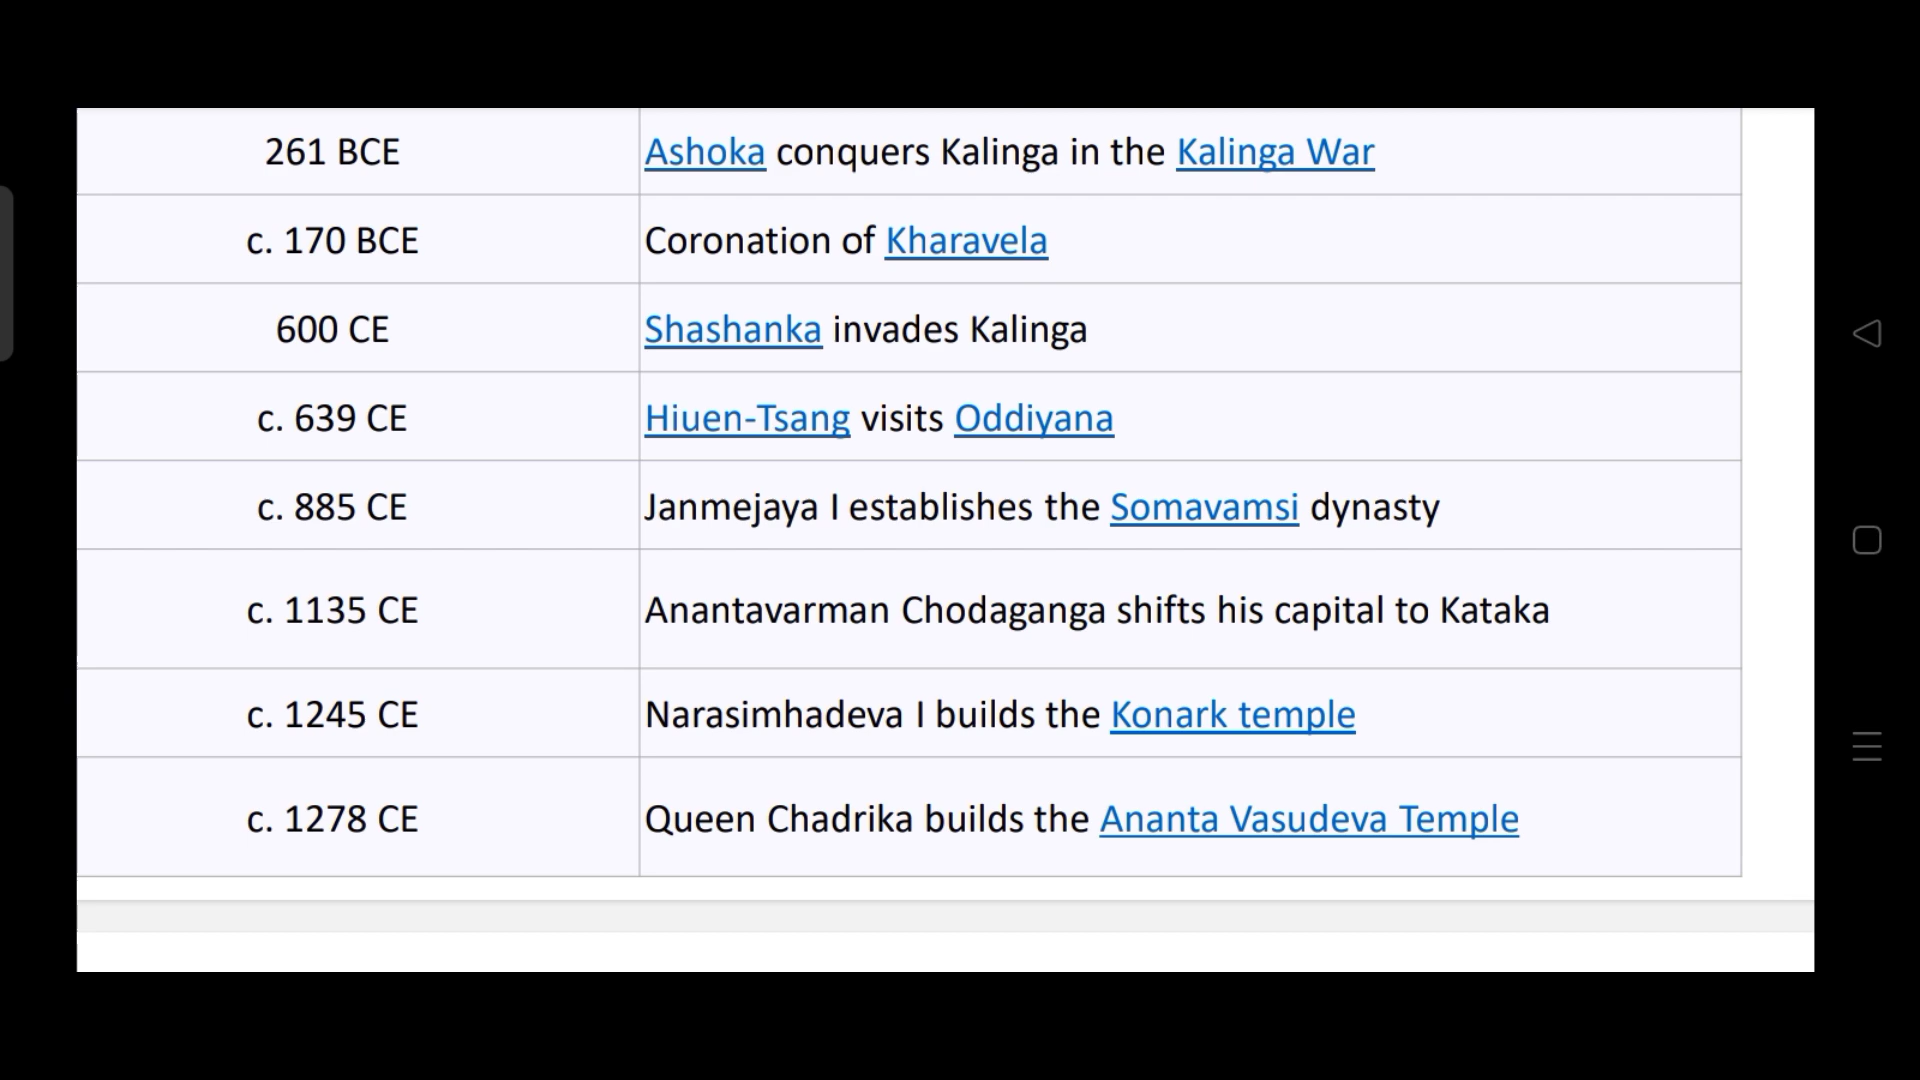 261 BCE Ashoka conquers Kalinga in the Kalinga War
c. 170 BCE Coronation of Kharavela
600 CE Shashanka invades Kalinga
c. 639 CE Hiuen-Tsang visits Oddiyana
c. 885 CE Janmejaya I establishes the Somavamsi dynasty
c. 1135 CE Anantavarman Chodaganga shifts his capital to Kataka
c. 1245 CE Narasimhadeva I builds the Konark temple
c. 1278 CE Queen Chadrika builds the Ananta Vasudeva Temple